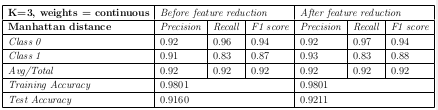 K=3, weights = continuous Before feature reduction After feature reduction
Manhattan distance Precision Recall F1 score Precision Recall F1 score
Class 0 0.92 0.96 0.94 0.92 0.97 0.94
Class 1 0.91 0.83 0.87 0.93 0.83 0.88
Avg/Total 0.92 0.92 0.92 0.92 0.92 0.92
Training Accuracy 0.9801 0.9801
Test Accuracy 0.9160 0.9211